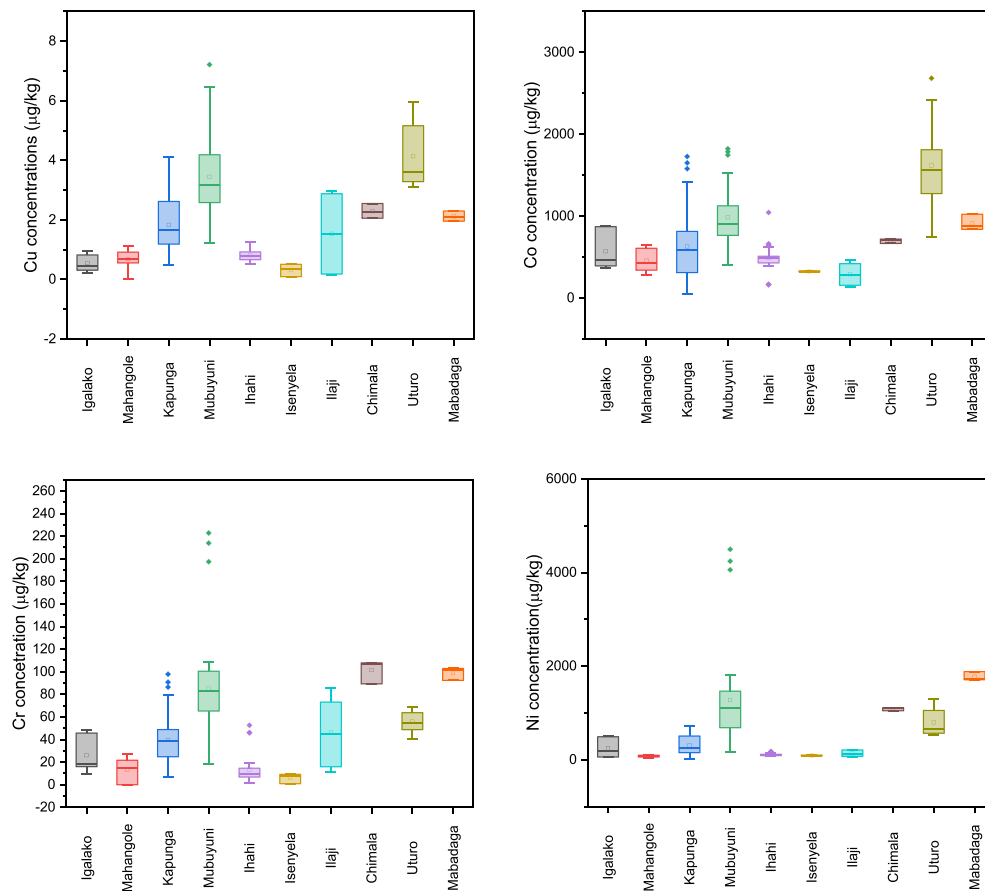 Cu concentrations (µg/kg)
8
6
4
2
0
-2
Igalako
Mahangole
Kapunga
Mubuyuni
Ihahi
Isenyela
Ilaji
Chimala
Uturo
Mabadaga
Co concentration (µg/kg)
3000
2000
1000
0
Igalako
Mahangole
Kapunga
Mubuyuni
Ihahi
Isenyela
Ilaji
Chimala
Uturo
Mabadaga
Cr concetration (µg/kg)
260
240
220
200
180
160
140
120
100
80
60
40
20
0
-20
Igalako
Mahangole
Kapunga
Mubuyuni
Ihahi
Isenyela
Ilaji
Chimala
Uturo
Mabadaga
Ni concentration(µg/kg)
6000
4000
2000
0
Igalako
Mahangole
Kapunga
Mubuyuni
Ihahi
Isenyela
Ilaji
Chimala
Uturo
Mabadaga